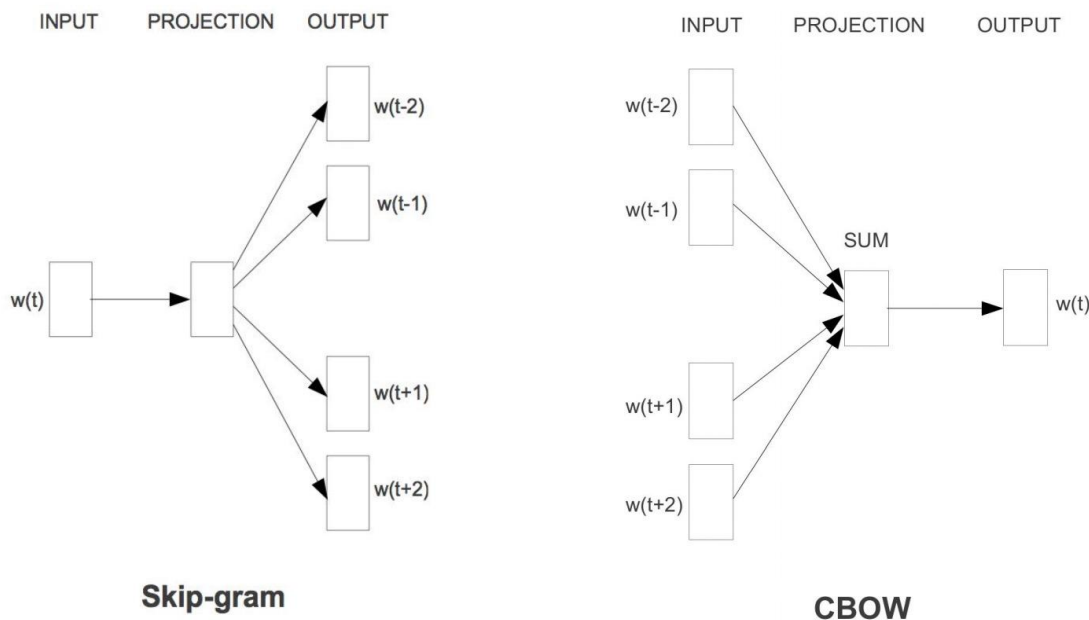 INPUT PROJECTION OUTPUT
w(t-2)
w(t-1)
w(t)
w(t+1)
w(t+2)
Skip-gram
INPUT PROJECTION OUTPUT
w(t-2)
w(t-1)
SUM
w(t)
w(t+1)
w(t+2)
CBOW